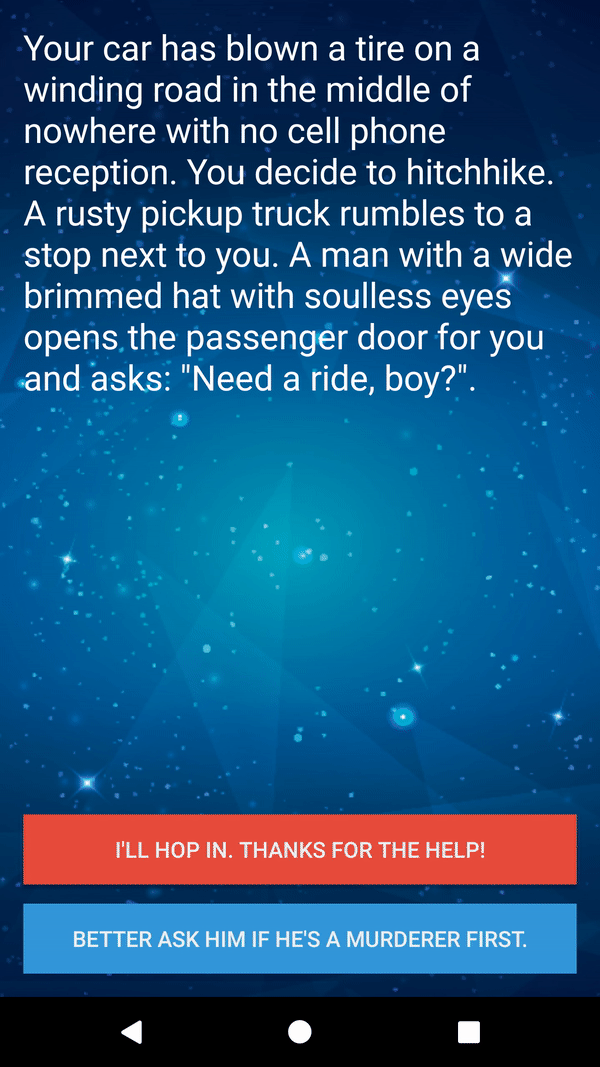 Your car has blown a tire on a
winding road in the middle of
nowhere with no cell phone
reception. You decide to hitchhike.
A rusty pickup truck rumbles to a
stop next to you. A man with a wide
brimmed hat with soulless eyes
opens the passenger door for you
and asks: "Need a ride, boy?".
I'LL HOP IN. THANKS FOR THE HELP!
BETTER ASK HIM IF HE'S A MURDERER FIRST.